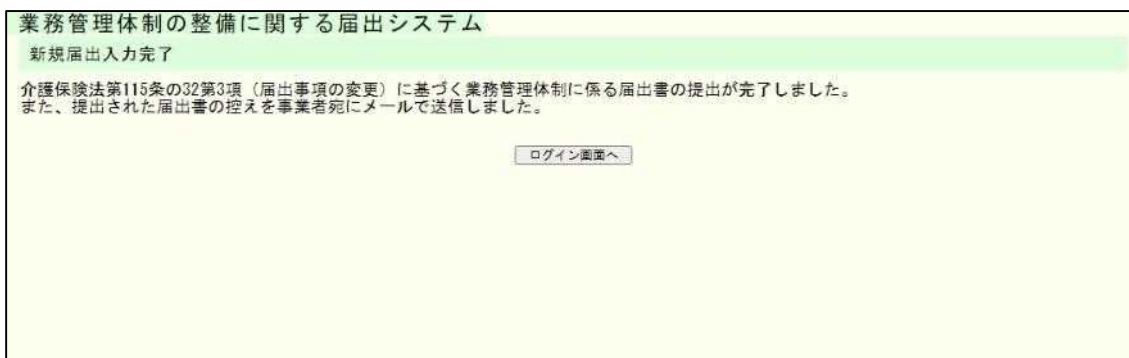 業務管理体制の整備に関する届出システム
新規届出入力完了
介護保険法第115条の32第3項（届出事項の変更）に基づく業務管理体制に係る届出書の提出が完了しました。
また、提出された届出書の控えを事業者宛にメールで送信しました。
ログイン画面へ